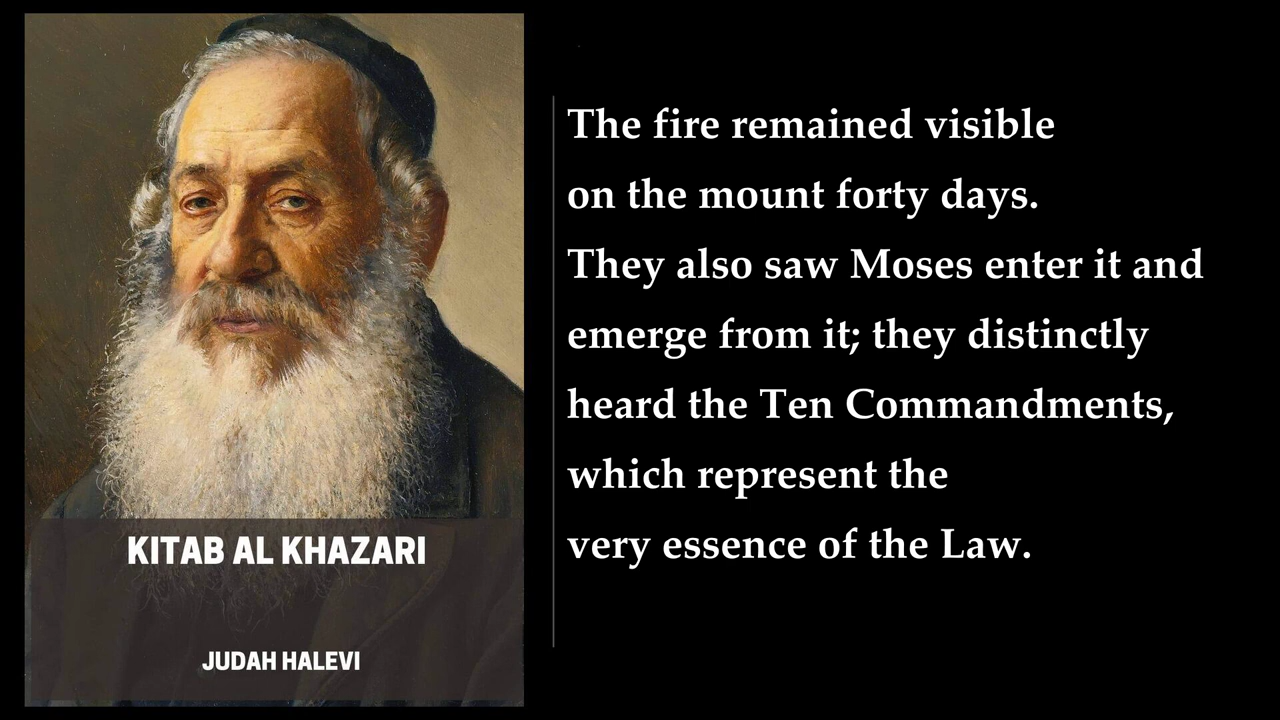 KITAB AL KHAZARI
JUDAH HALEVI
The fire remained visible
on the mount forty days.
They also saw Moses enter it and
emerge from it; they distinctly
heard the Ten Commandments,
which represent the
very essence of the Law.